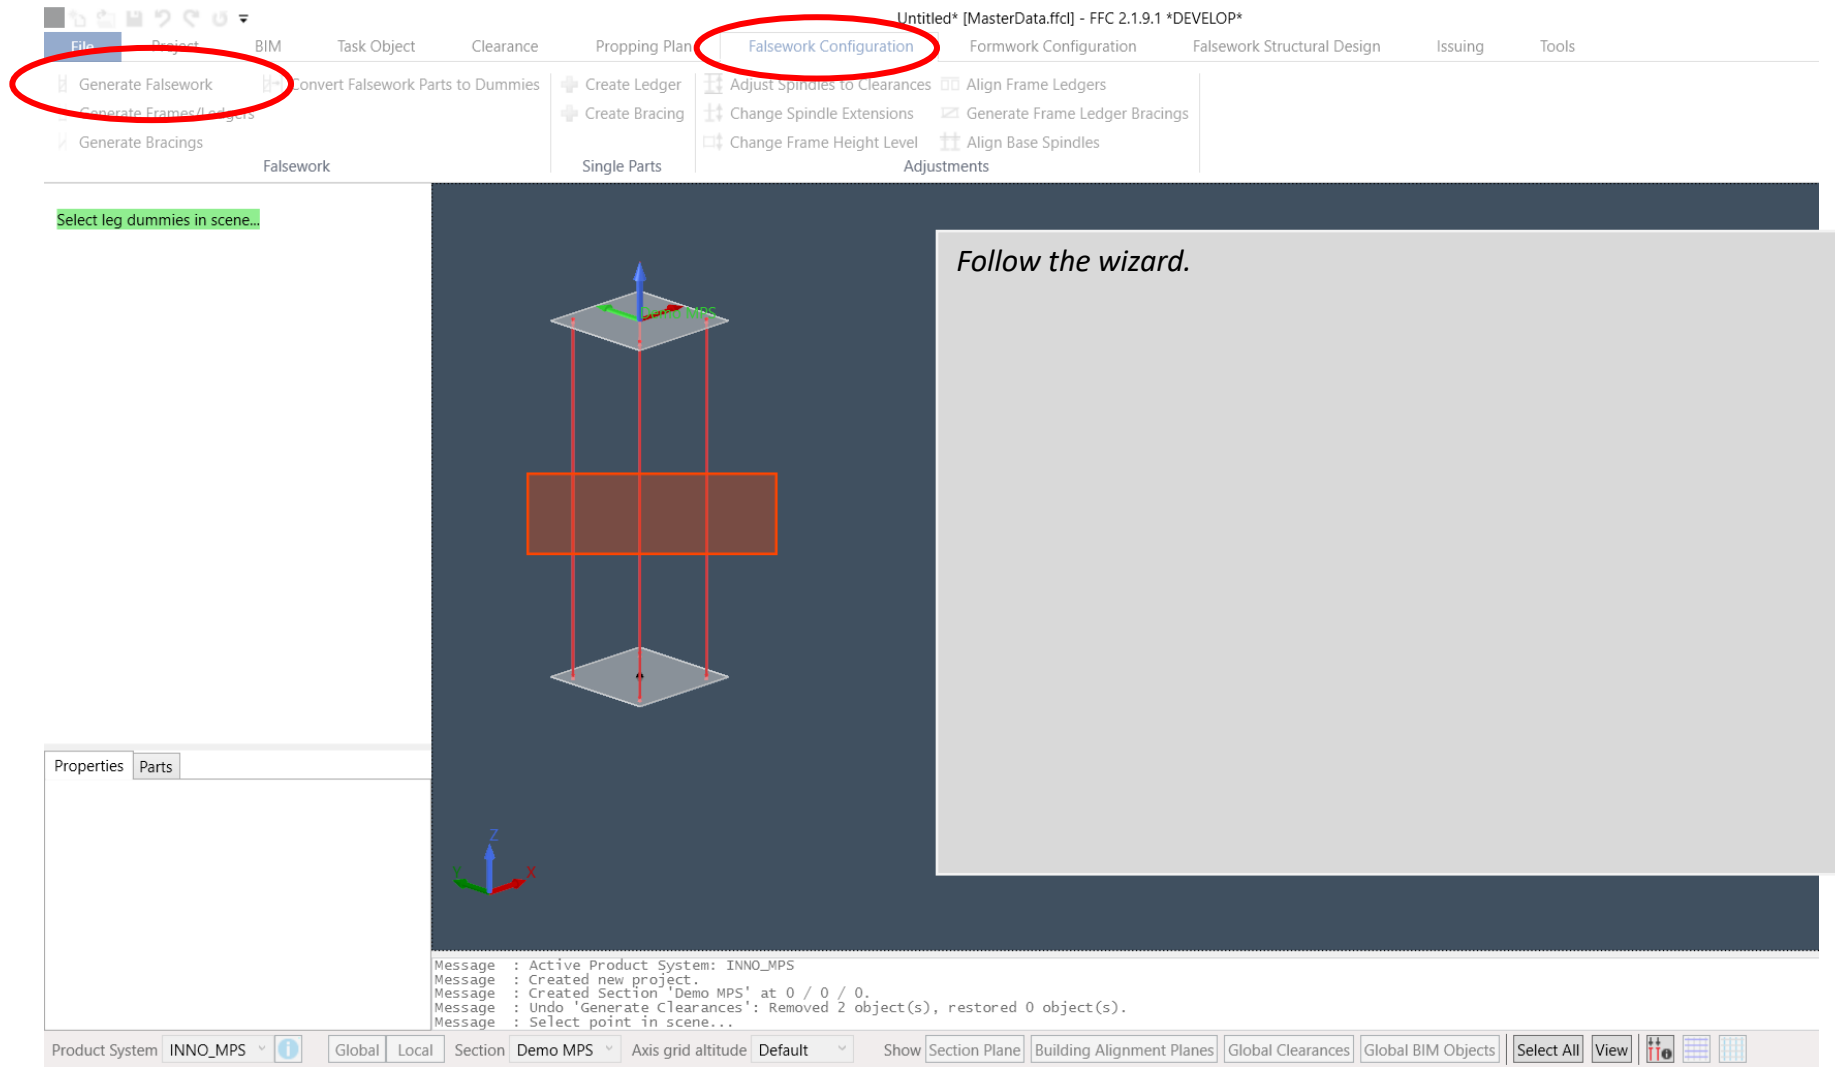 Untitled* [MasterData.ffcl] - FFC 2.1.9.1 *DEVELOP*
File Project BIM Task Object Clearance Propping Plan Falsework Configuration Formwork Configuration Falsework Structural Design Issuing Tools
Generate Falsework Convert Falsework Parts to Dummies Create Ledger Adjust Spindles to Clearances Align Frame Ledgers
Generate Frames/Ledgers Create Bracing Change Spindle Extensions Generate Frame Ledger Bracings
Generate Bracings Change Frame Height Level Align Base Spindles
Falsework Single Parts Adjustments
Select leg dummies in scene...
Follow the wizard.
Demo MPS
Properties Parts
Z
Y X
Message : Active Product System: INNO_MPS
Message : Created new project.
Message : Created Section 'Demo MPS' at 0 / 0 / 0.
Message : Undo 'Generate Clearances': Removed 2 object(s), restored 0 object(s).
Message : Select point in scene...
Product System INNO_MPS Global Local Section Demo MPS Axis grid altitude Default Show Section Plane Building Alignment Planes Global Clearances Global BIM Objects Select All View